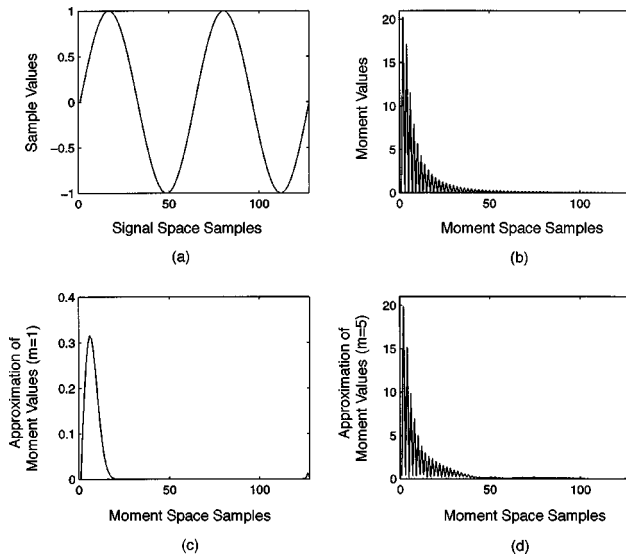 1
0.5
0
−0.5
−1
Sample Values
50
100
Signal Space Samples
(a)
20
15
10
5
0
Moment Values
0
50
100
Moment Space Samples
(b)
0.4
0.3
0.2
0.1
0
Approximation of
Moment Values (m=1)
0
50
100
Moment Space Samples
(c)
20
15
10
5
0
Approximation of
Moment Values (m=5)
0
50
100
Moment Space Samples
(d)